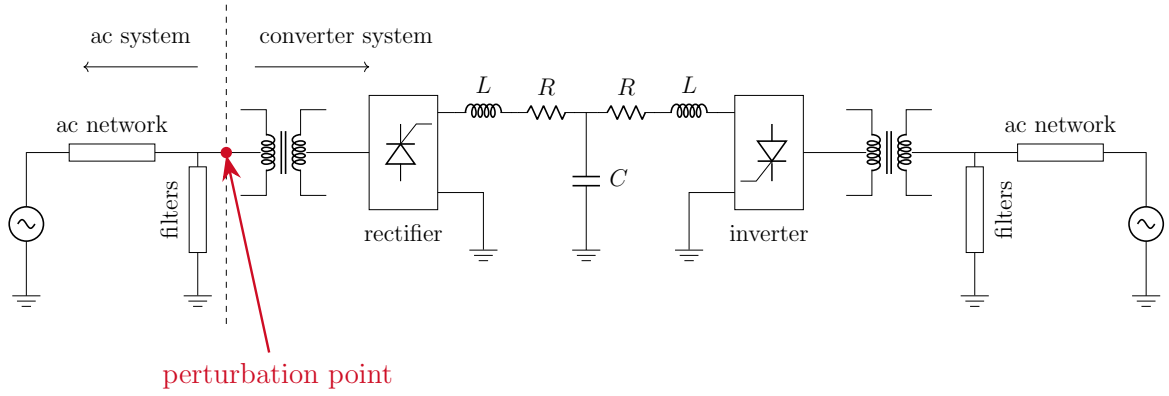 ac system
converter system
L
R
R
L
ac network
ac network
C
filters
filters
rectifier
inverter
perturbation point